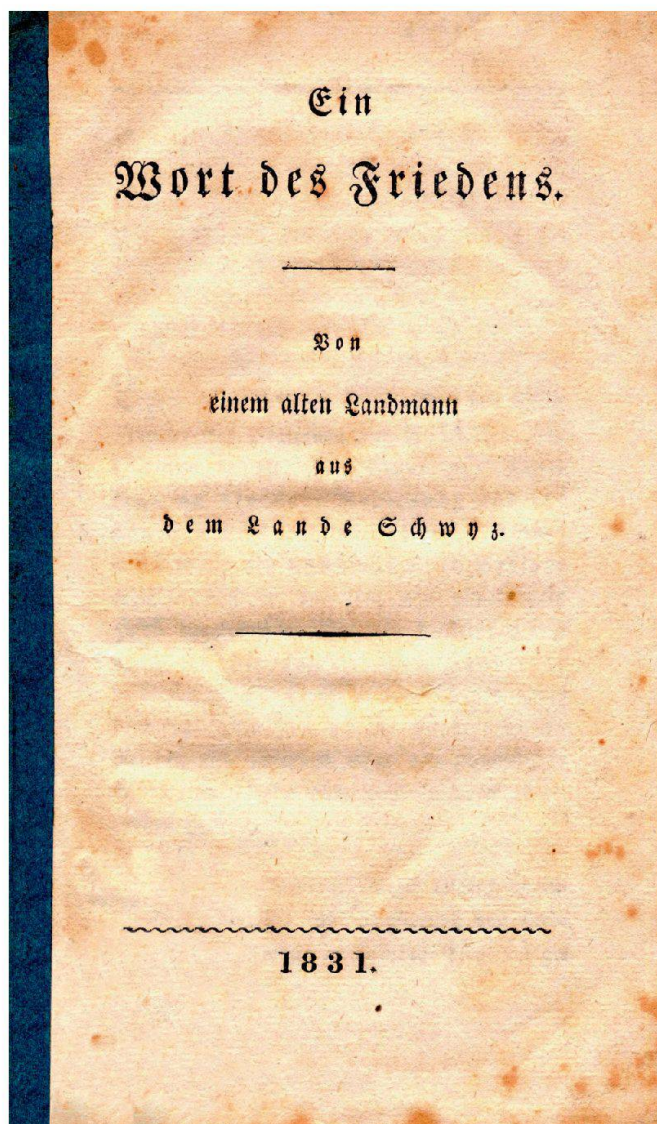 Ein
Wort des Friedens.
Von
einem alten Landmann
aus
dem Lande Schwyz.
1831.